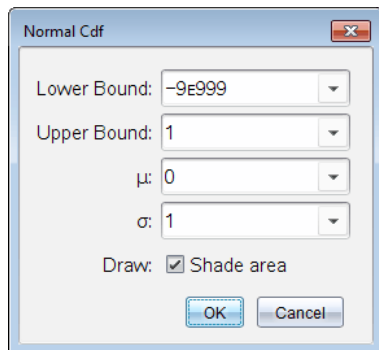 Normal Cdf
Lower Bound: -9E999
Upper Bound: 1
μ: 0
σ: 1
Draw: Shade area
OK Cancel